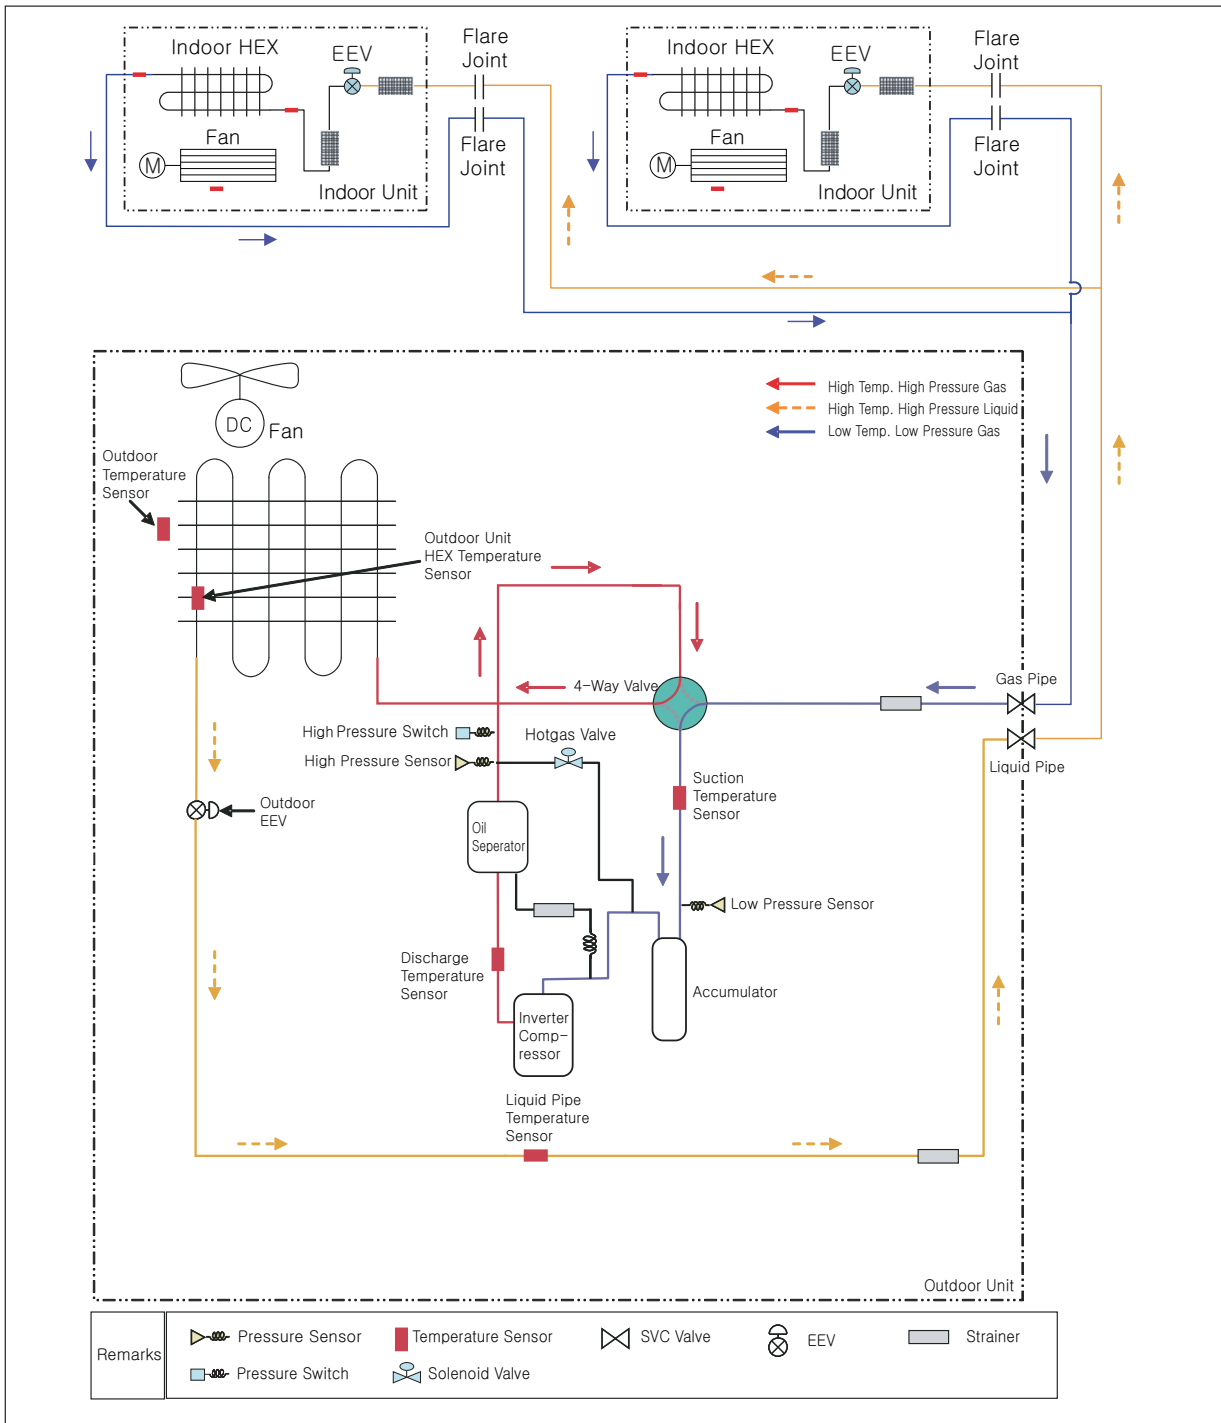 Indoor HEX
EEV
Flare
Joint
Fan
M
Flare
Joint
Indoor Unit
Indoor HEX
EEV
Flare
Joint
Fan
M
Flare
Joint
Indoor Unit
High Temp. High Pressure Gas
High Temp. High Pressure Liquid
Low Temp. Low Pressure Gas
DC
Fan
Outdoor
Temperature
Sensor
Outdoor Unit
HEX Temperature
Sensor
4-Way Valve
Gas Pipe
High Pressure Switch
Hotgas Valve
High Pressure Sensor
Liquid Pipe
Suction
Temperature
Sensor
Outdoor
EEV
Oil
Seperator
Low Pressure Sensor
Discharge
Temperature
Sensor
Accumulator
Inverter
Comp-
ressor
Liquid Pipe
Temperature
Sensor
Outdoor Unit
Remarks
Pressure Sensor
Temperature Sensor
SVC Valve
EEV
Strainer
Pressure Switch
Solenoid Valve